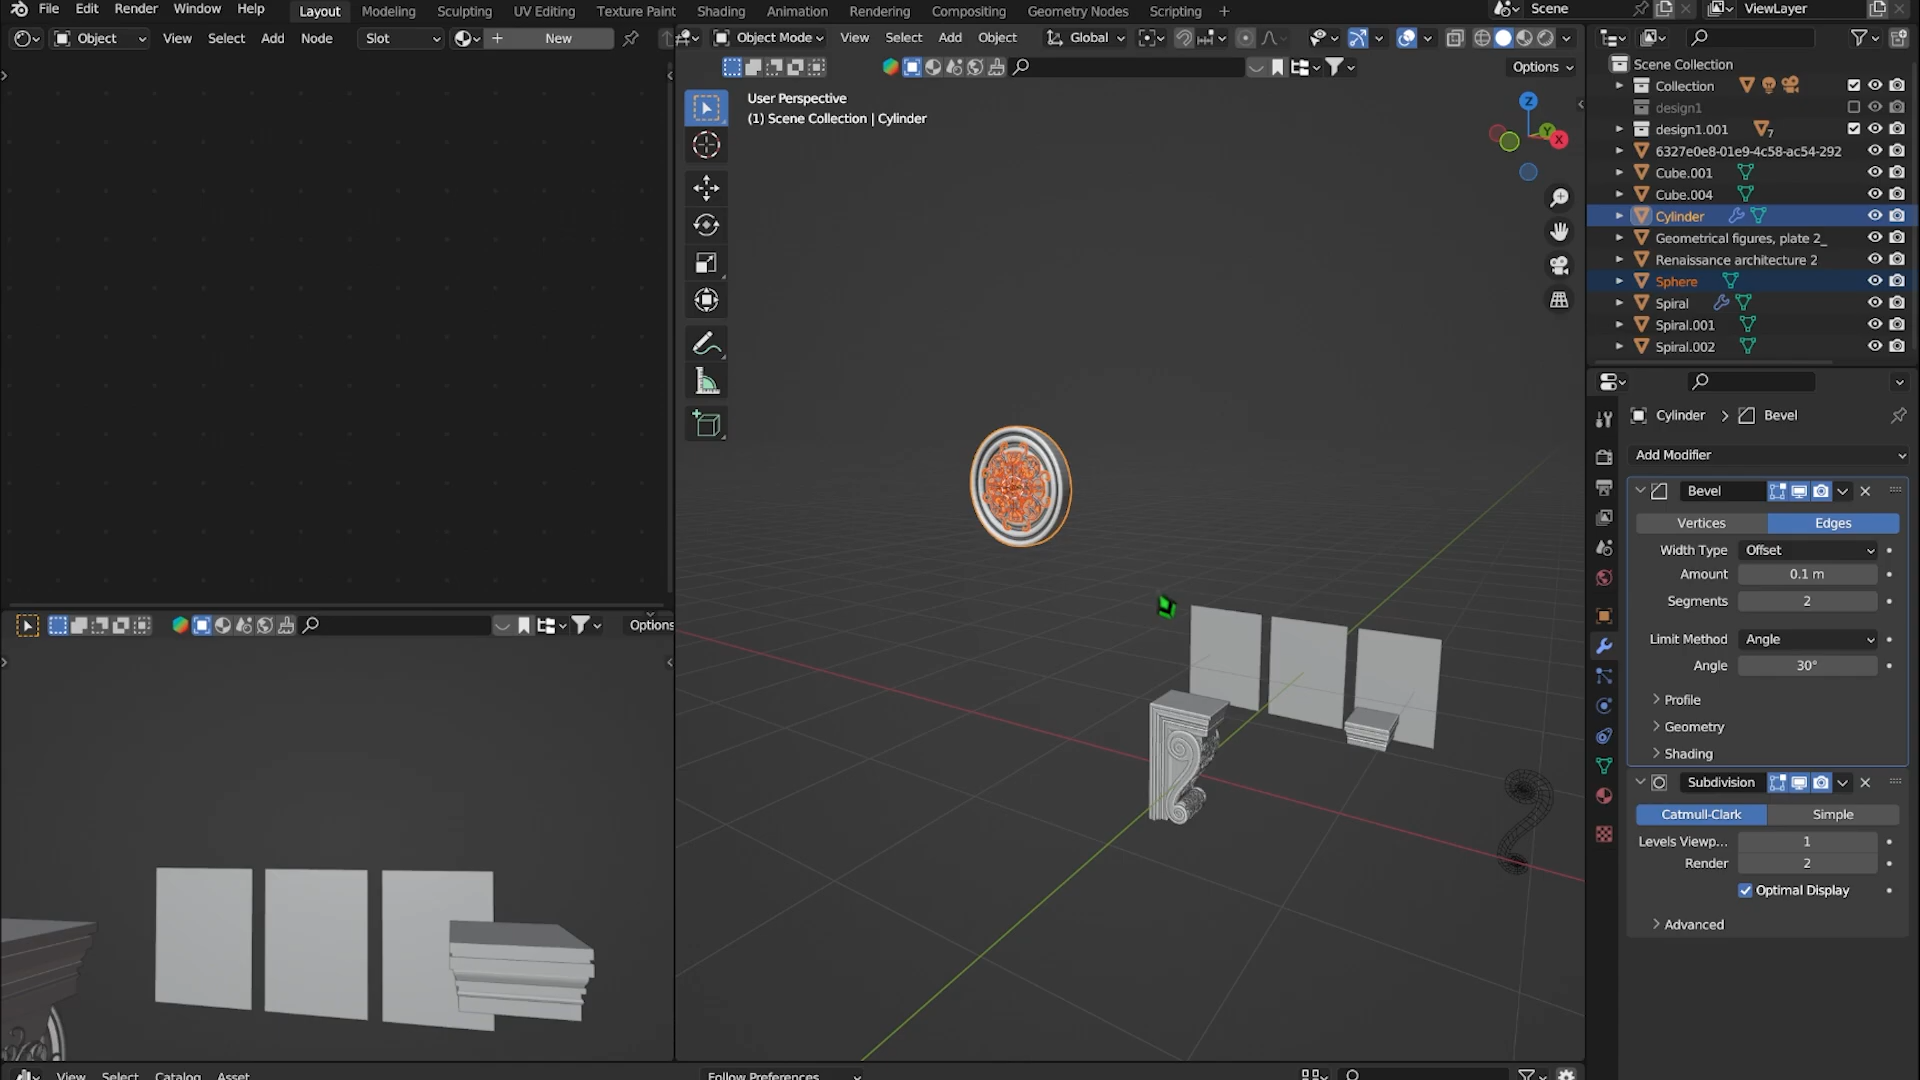 File Edit Render Window Help Layout Modeling Sculpting UV Editing Texture Paint Shading Animation Rendering Compositing Geometry Nodes Scripting + Scene ViewLayer
Object View Select Add Node Slot New Object Mode View Select Add Object Global
Options
User Perspective
(1) Scene Collection | Cylinder
Z
Y
X
Scene Collection
Collection
design1
design1.001 7
6327e0e8-01e9-4c58-ac54-292
Cube.001
Cube.004
Cylinder
Geometrical figures, plate 2_
Renaissance architecture 2
Sphere
Spiral
Spiral.001
Spiral.002
Cylinder > Bevel
Add Modifier
Bevel
Vertices Edges
Width Type Offset
Amount 0.1 m
Segments 2
Limit Method Angle
Angle 30°
Profile
Geometry
Shading
Subdivision
Catmull-Clark Simple
Levels Viewp... 1
Render 2
Optimal Display
Advanced
Options
View Select Catalog Asset Follow Preferences